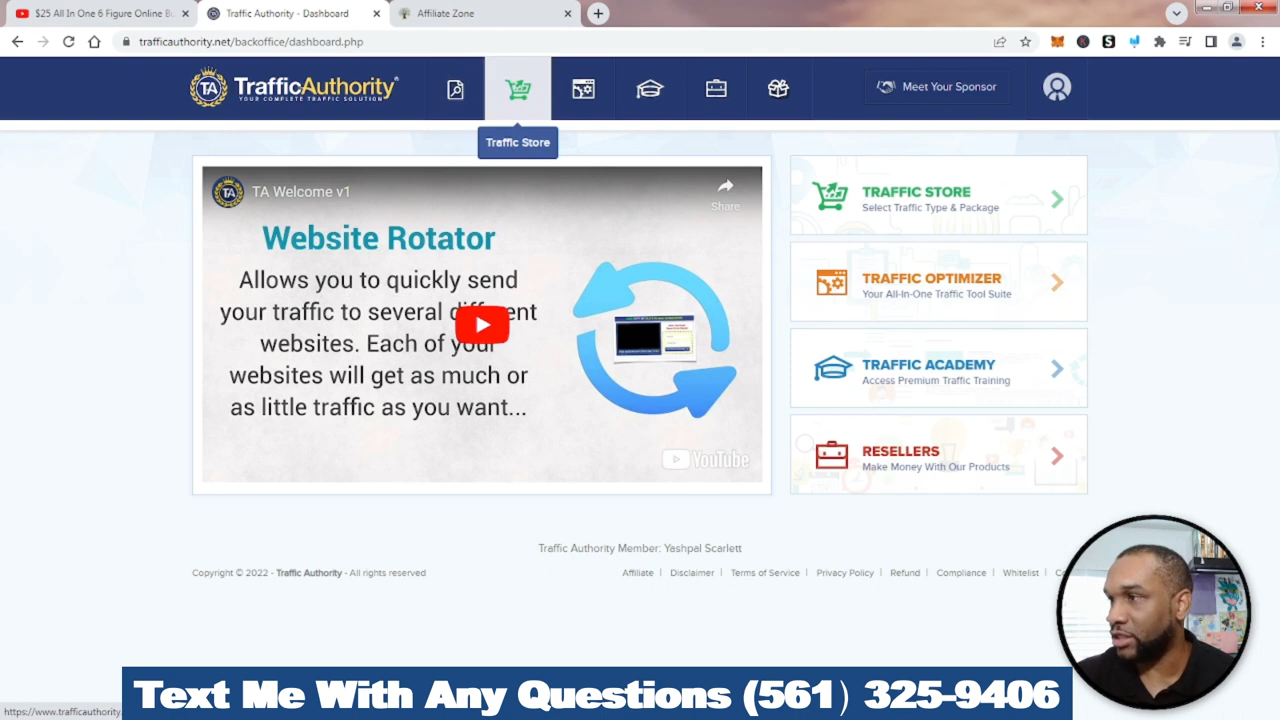 $25 All In One 6 Figure Online Bu
Traffic Authority - Dashboard
Affiliate Zone
trafficauthority.net/backoffice/dashboard.php
TA
TrafficAuthority®
YOUR COMPLETE TRAFFIC SOLUTION
Meet Your Sponsor
Traffic Store
TA
TA Welcome v1
Share
Website Rotator
Allows you to quickly send
your traffic to several different
websites. Each of your
websites will get as much or
as little traffic as you want...
YouTube
TRAFFIC STORE
Select Traffic Type & Package
TRAFFIC OPTIMIZER
Your All-In-One Traffic Tool Suite
TRAFFIC ACADEMY
Access Premium Traffic Training
RESELLERS
Make Money With Our Products
Traffic Authority Member: Yashpal Scarlett
Copyright © 2022 - Traffic Authority - All rights reserved
Affiliate | Disclaimer | Terms of Service | Privacy Policy | Refund | Compliance | Whitelist | Co
Text Me With Any Questions (561) 325-9406
https://www.trafficauthority.